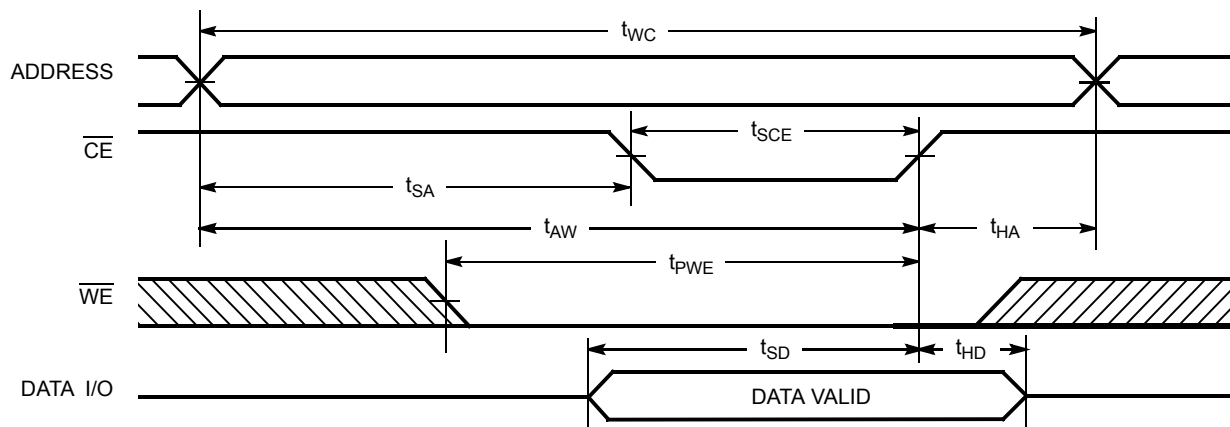 tWC
ADDRESS
CE
tSCE
tSA
tAW
tHA
tPWE
WE
tSD
tHD
DATA I/O
DATA VALID